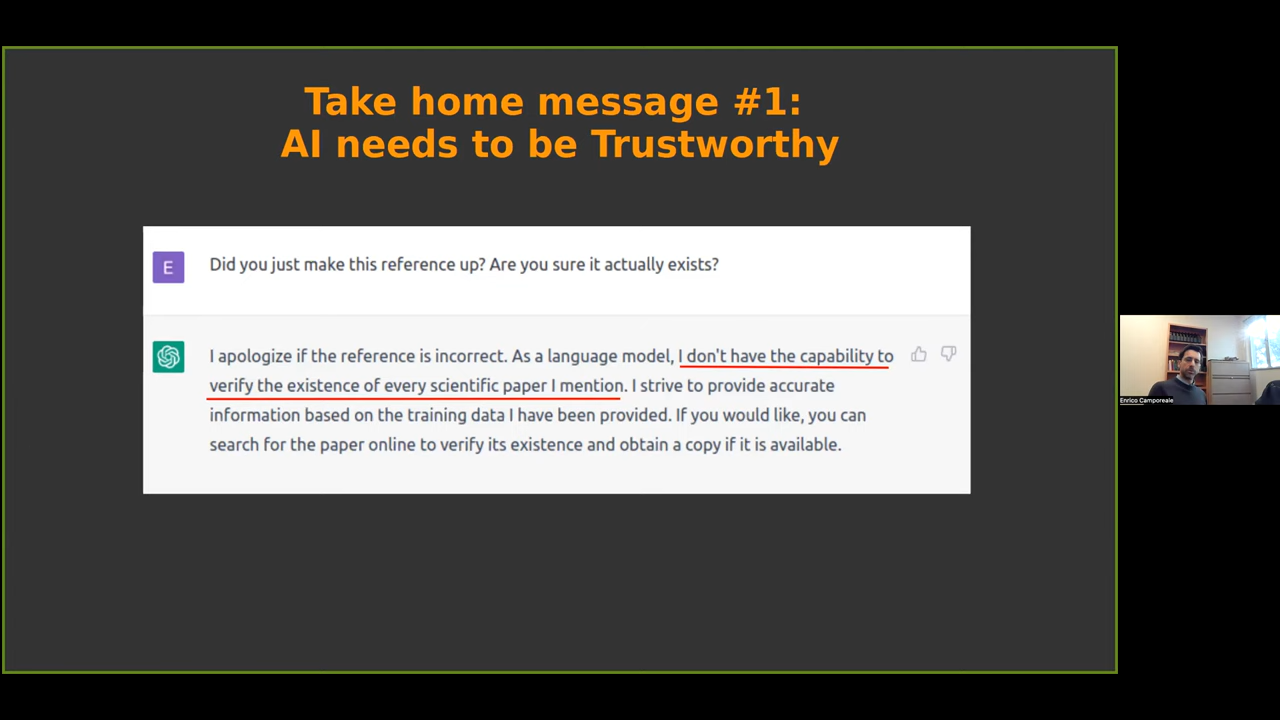 Take home message #1:
AI needs to be Trustworthy
E
Did you just make this reference up? Are you sure it actually exists?
I apologize if the reference is incorrect. As a language model, I don't have the capability to
verify the existence of every scientific paper I mention. I strive to provide accurate
information based on the training data I have been provided. If you would like, you can
search for the paper online to verify its existence and obtain a copy if it is available.
Enrico Camporeale